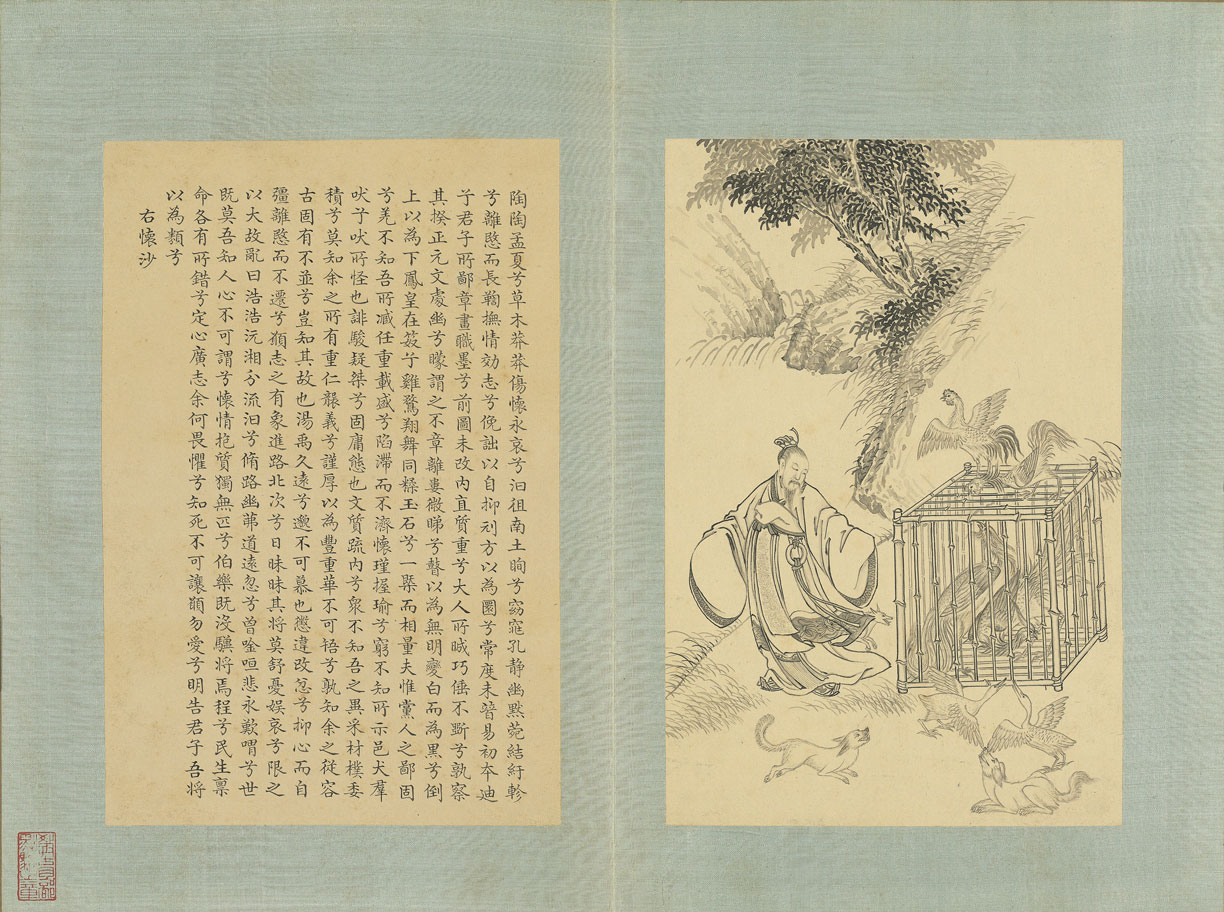 陶陶孟夏兮草木莽莽傷懷永哀兮汩徂南土眴兮窈窕孔静幽默菀結紆軫
兮離愍而長鞫撫情効志兮俛詘以自抑刓方以為圜兮常度未替易初夲迪
兮君子所鄙章畫職墨兮前圖未改内直質重兮大人所晠巧倕不斲兮孰察
其揆正元文處幽兮矇謂之不章離婁微睇兮瞽以為無明變白而為黑兮倒
上以為下鳳皇在笯兮雞鶩翔舞同糅玉石兮一槩而相量夫惟黨人之鄙固
兮羌不知吾所臧任重載盛兮陷滯而不濟懷瑾握瑜兮窮不知所示邑犬羣
吠兮吠所怪也誹駿疑桀兮固庸態也文質疏内兮衆不知吾之異采材樸委
積兮莫知余之所有重仁襲義兮謹厚以為豐重華不可牾兮孰知余之從容
古固有不並兮豈知其故也湯禹久遠兮邈不可慕也懲違改忿兮抑心而自
彊離愍而不遷兮願志之有象進路北次兮日昧昧其將莫舒憂娱哀兮限之
以大故亂曰浩浩沅湘分流汩兮脩路幽茀道遠忽兮曾唫恒悲永歎喟兮世
既莫吾知人心不可謂兮懷情抱質獨無匹兮伯樂既沒驥將焉程兮民生稟
命各有所錯兮定心廣志余何畏懼兮知死不可讓願勿愛兮明告君子吾將
以為類兮
右懷沙